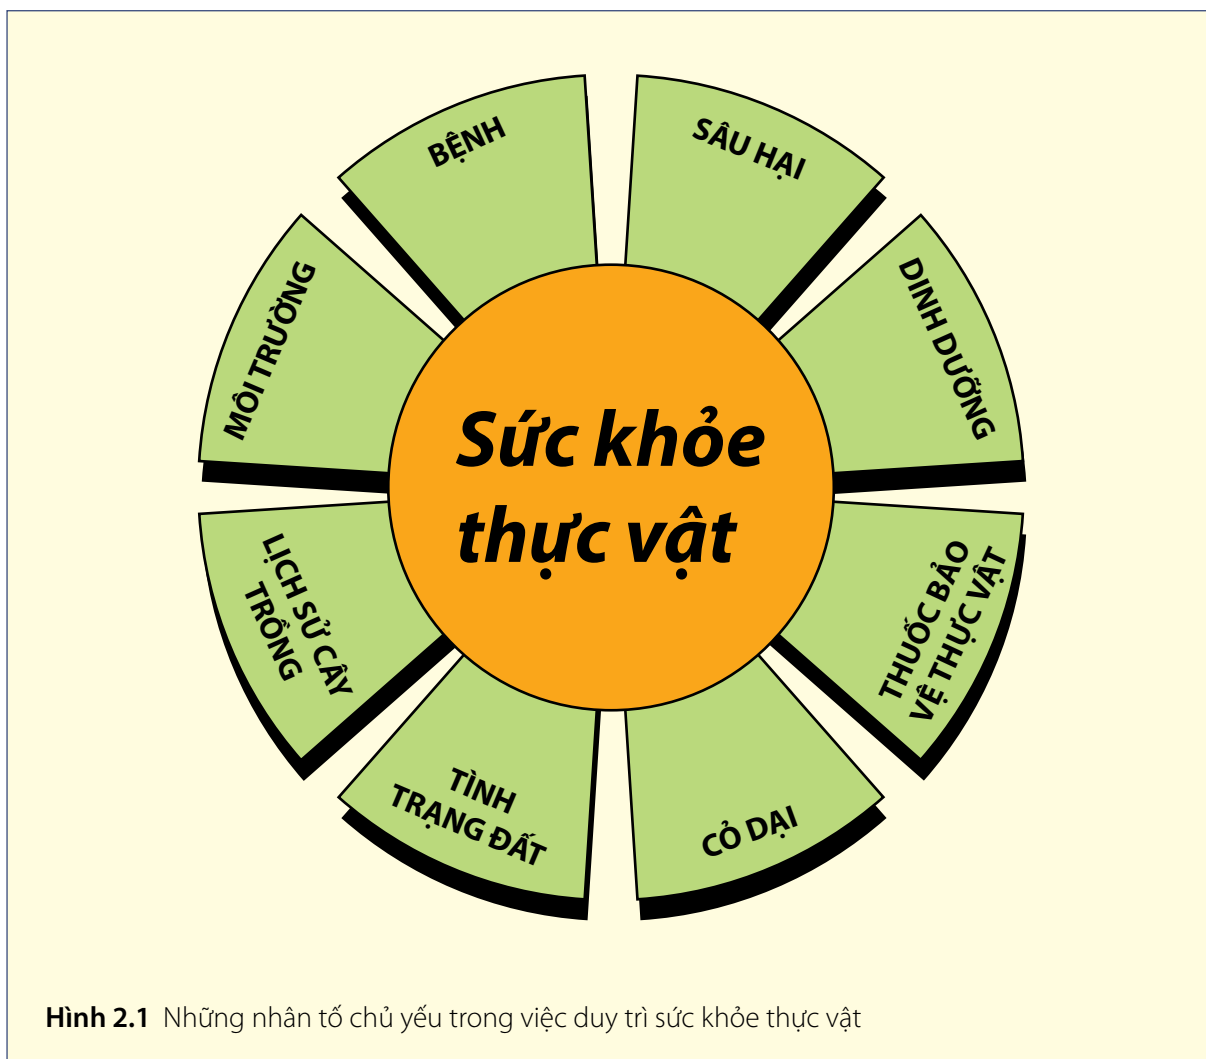 BỆNH
SÂU HẠI
DINH DƯỠNG
THUỐC BẢO
VỆ THỰC VẬT
CỎ DẠI
TÌNH
TRẠNG ĐẤT
LỊCH SỬ CÂY
TRỒNG
MÔI TRƯỜNG
Sức khỏe
thực vật
Hình 2.1 Những nhân tố chủ yếu trong việc duy trì sức khỏe thực vật